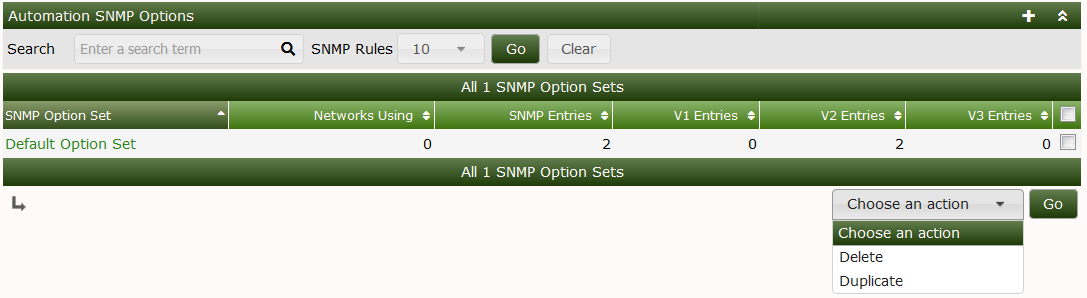 Automation SNMP Options
Search Enter a search term SNMP Rules 10 Go Clear
All 1 SNMP Option Sets
SNMP Option Set Networks Using SNMP Entries V1 Entries V2 Entries V3 Entries
Default Option Set 0 2 0 2 0
All 1 SNMP Option Sets
Choose an action Go
Choose an action
Delete
Duplicate